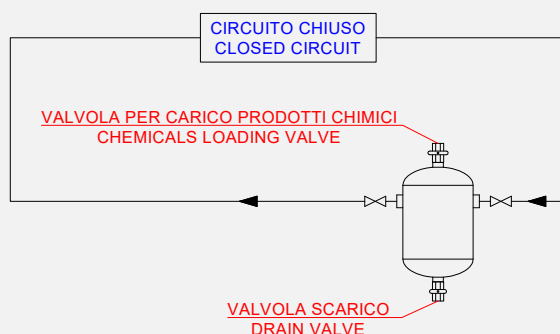 CIRCUITO CHIUSO
CLOSED CIRCUIT
VALVOLA PER CARICO PRODOTTI CHIMICI
CHEMICALS LOADING VALVE
VALVOLA SCARICO
DRAIN VALVE